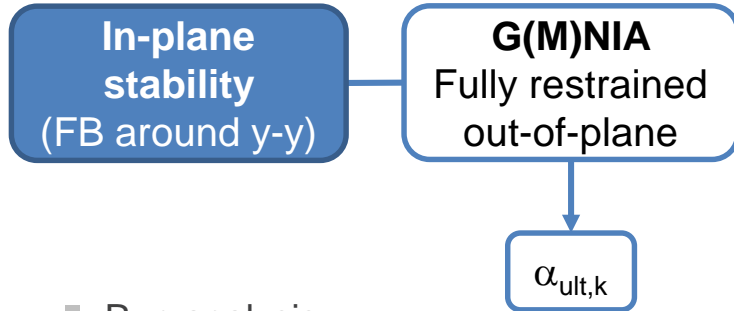 In-plane
stability
(FB around y-y)
G(M)NIA
Fully restrained
out-of-plane
αult,k